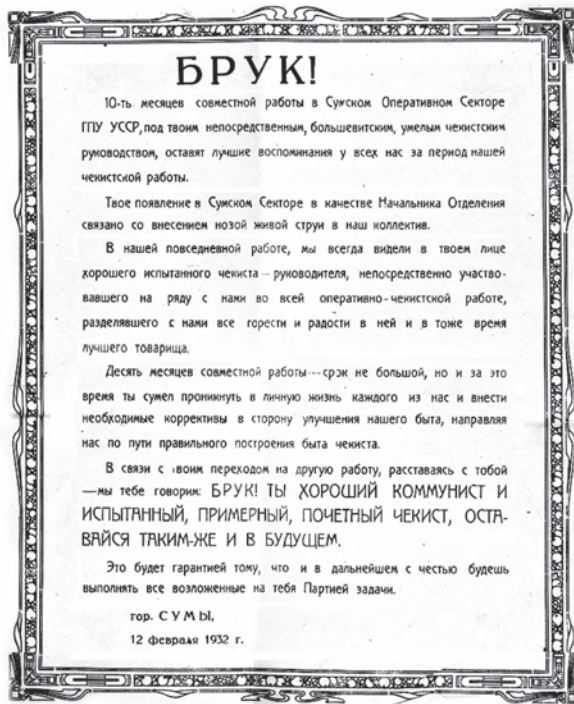 БРУК!
10-ть месяцев совместной работы в Сумском Оперативном Секторе
ГПУ УССР, под твоим непосредственным, большевитским, умелым чекистским
руководством, оставят лучшие воспоминания у всех нас за период нашей
чекистской работы.
Твое появление в Сумском Секторе в качестве Начальника Отделения
связано со внесением нозой живой струи в наш коллектив.
В нашей повседневной работе, мы всегда видели в твоем лице
хорошего испытанного чекиста – руководителя, непосредственно участво-
вавшего на ряду с нами во всей оперативно-чекистской работе,
разделявшего с нами все горести и радости в ней и в тоже время
лучшего товарища.
Десять месяцев совместной работы---срэк не большой, но и за это
время ты сумел проникнуть в личную жизнь каждого из нас и внести
необходимые коррективы в сторону улучшения нашего быта, направляя
нас по пути правильного построения быта чекиста.
В связи с твоим переходом на другую работу, расставаясь с тобой
—мы тебе говорим: БРУК! ТЫ ХОРОШИЙ КОММУНИСТ И
ИСПЫТАННЫЙ, ПРИМЕРНЫЙ, ПОЧЕТНЫЙ ЧЕКИСТ, ОСТА-
ВАЙСЯ ТАКИМ-ЖЕ И В БУДУЩЕМ.
Это будет гарантией тому, что и в дальнейшем с честью будешь
выполнять все возложенные на тебя Партией задачи.
гор. СУМЫ,
12 февраля 1932 г.